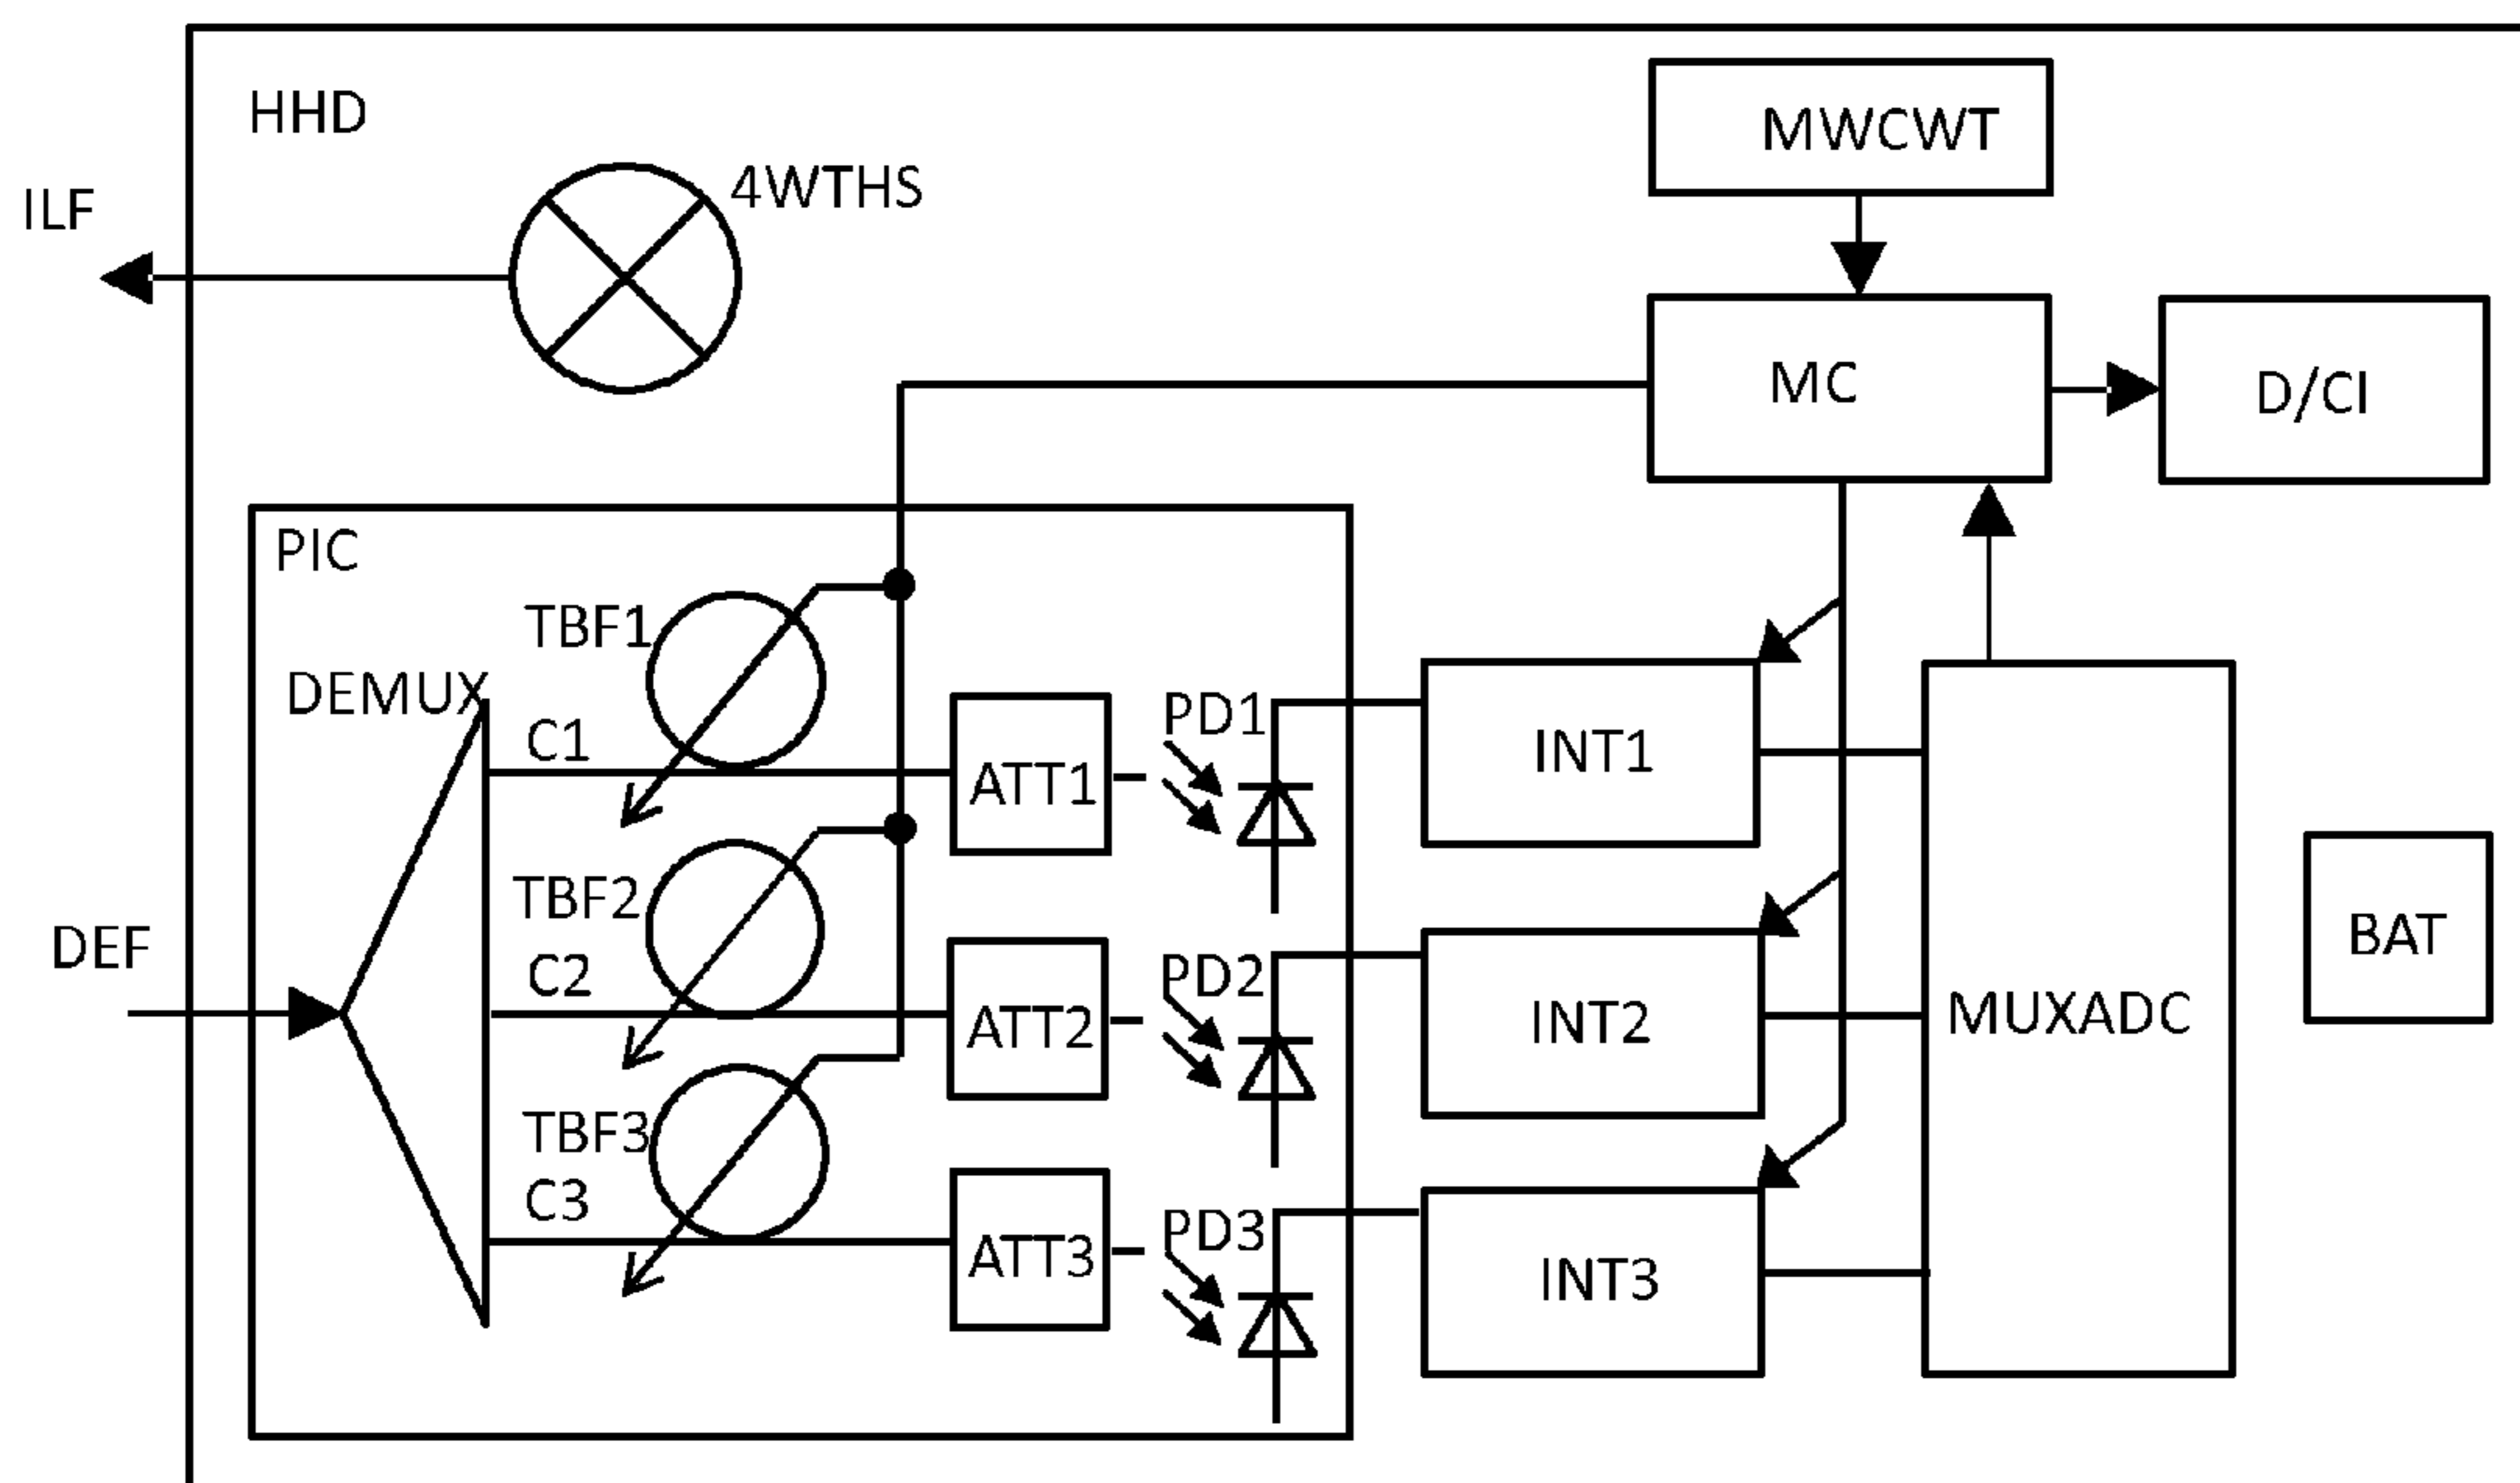 HHD
MWCWT
ILF
4WTHS
MC
D/CI
PIC
TBF1
DEMUX
C1
ATT1
PD1
INT1
TBF2
C2
ATT2
PD2
INT2
DEF
MUXADC
BAT
TBF3
C3
ATT3
PD3
INT3